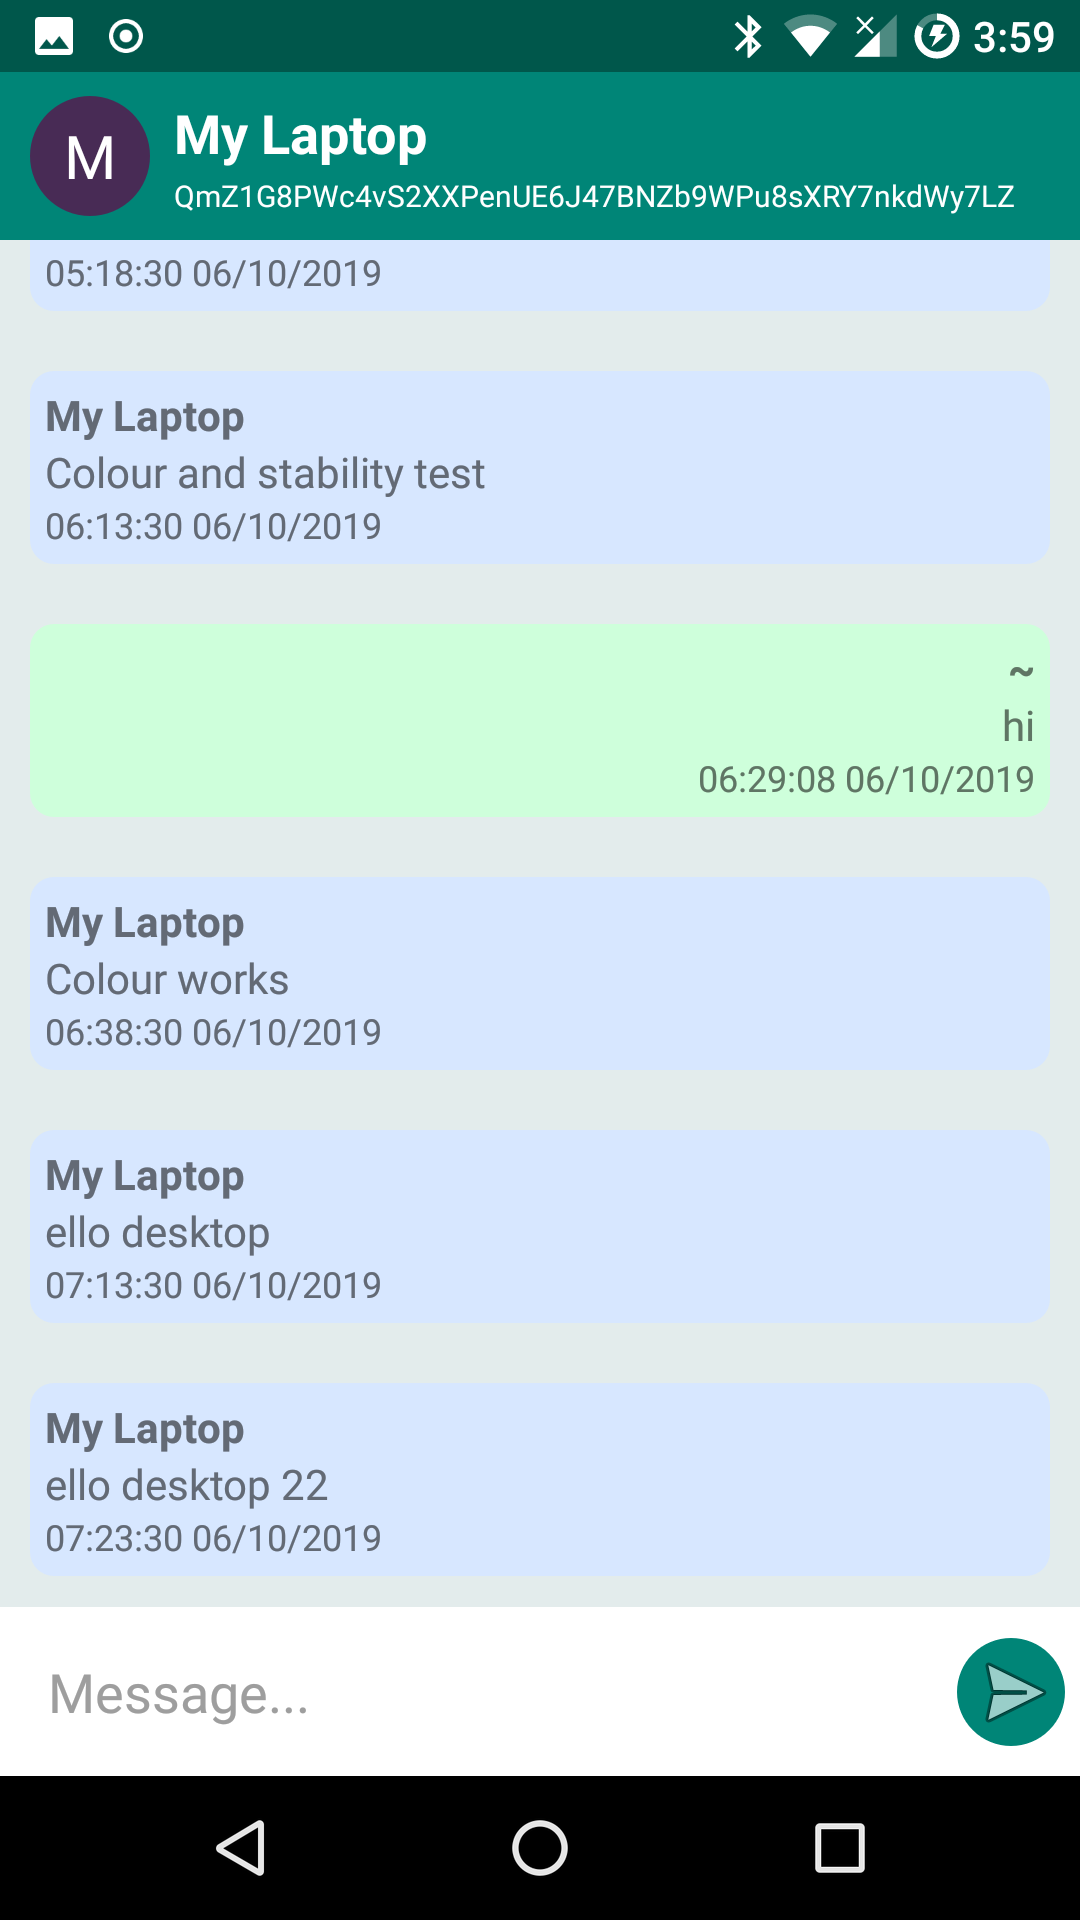 3:59
M
My Laptop
QmZ1G8PWc4vS2XXPenUE6J47BNZb9WPu8sXRY7nkdWy7LZ
05:18:30 06/10/2019
My Laptop
Colour and stability test
06:13:30 06/10/2019
~
hi
06:29:08 06/10/2019
My Laptop
Colour works
06:38:30 06/10/2019
My Laptop
ello desktop
07:13:30 06/10/2019
My Laptop
ello desktop 22
07:23:30 06/10/2019
Message...